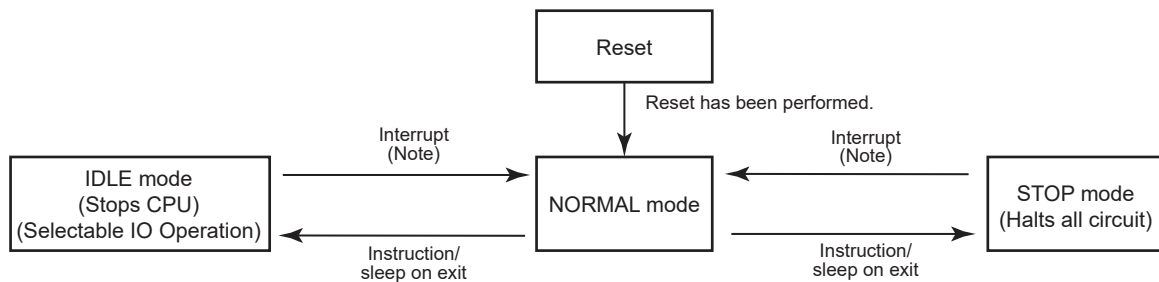 Reset
Reset has been performed.
Interrupt
(Note)
Interrupt
(Note)
IDLE mode
(Stops CPU)
(Selectable IO Operation)
NORMAL mode
STOP mode
(Halts all circuit)
Instruction/
sleep on exit
Instruction/
sleep on exit